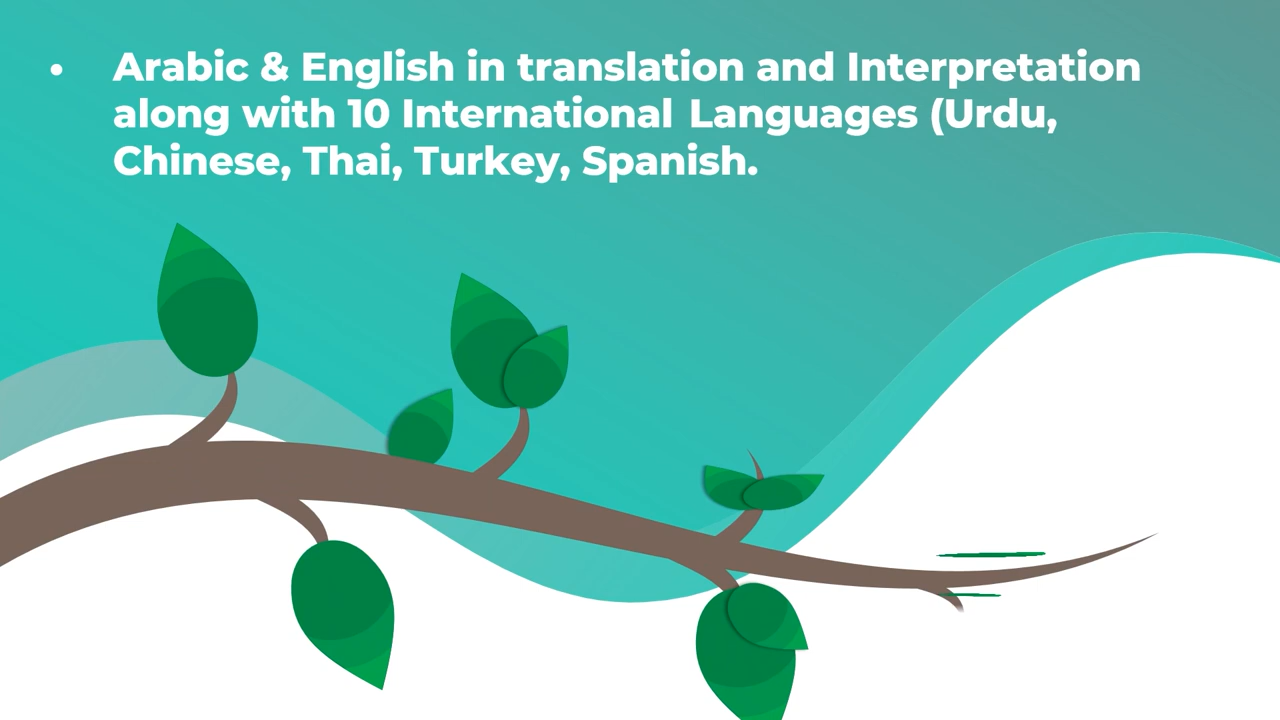 • Arabic & English in translation and Interpretation
along with 10 International Languages (Urdu,
Chinese, Thai, Turkey, Spanish.